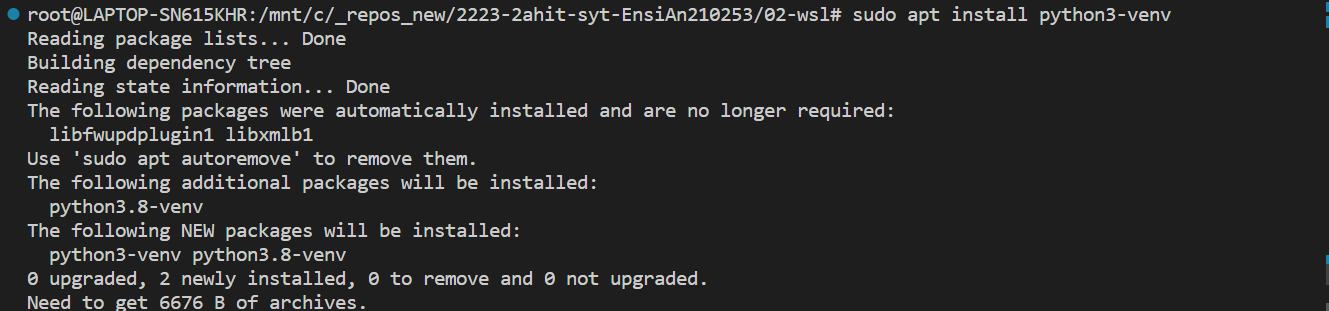 root@LAPTOP-SN615KHR:/mnt/c/_repos_new/2223-2ahit-syt-EnsiAn210253/02-wsl# sudo apt install python3-venv
Reading package lists... Done
Building dependency tree
Reading state information... Done
The following packages were automatically installed and are no longer required:
  libfwupdplugin1 libxmlb1
Use 'sudo apt autoremove' to remove them.
The following additional packages will be installed:
  python3.8-venv
The following NEW packages will be installed:
  python3-venv python3.8-venv
0 upgraded, 2 newly installed, 0 to remove and 0 not upgraded.
Need to get 6676 B of archives.